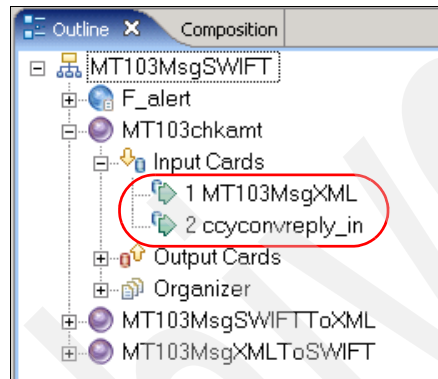 Outline Composition
MT103MsgSWIFT
F_alert
MT103chkamt
Input Cards
1 MT103MsgXML
2 ccyconvreply_in
Output Cards
Organizer
MT103MsgSWIFTToXML
MT103MsgXMLToSWIFT